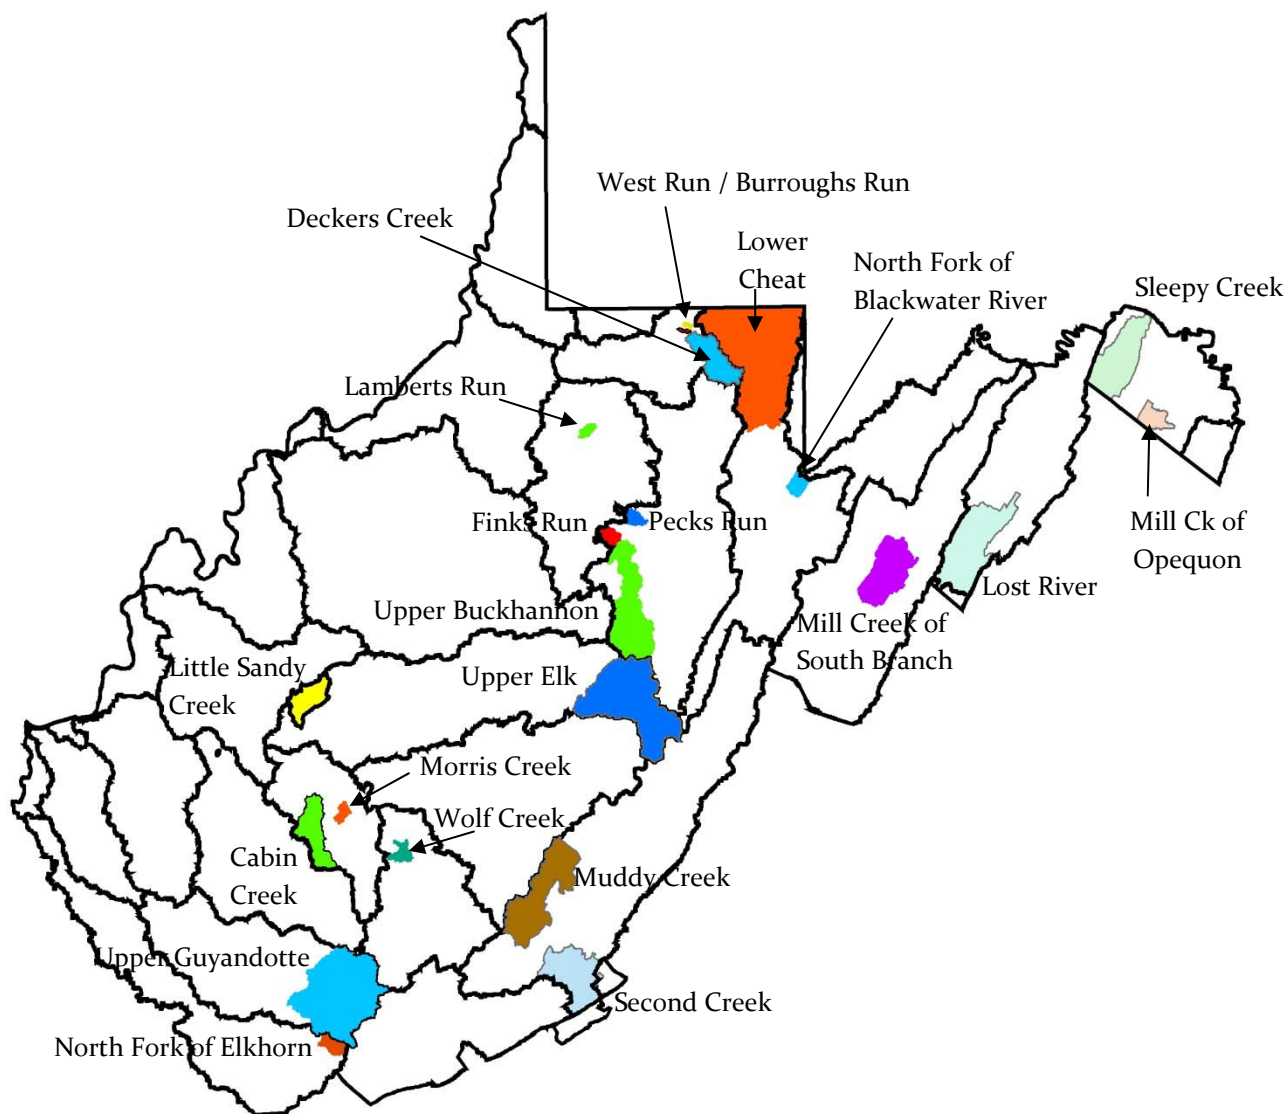 West Run / Burroughs Run
Deckers Creek
Lower
Cheat
North Fork of
Blackwater River
Sleepy Creek
Lamberts Run
Finks Run
Pecks Run
Mill Ck of
Opequon
Lost River
Upper Buckhannon
Mill Creek of
South Branch
Little Sandy
Creek
Upper Elk
Morris Creek
Wolf Creek
Cabin
Creek
Muddy Creek
Upper Guyandotte
Second Creek
North Fork of Elkhorn